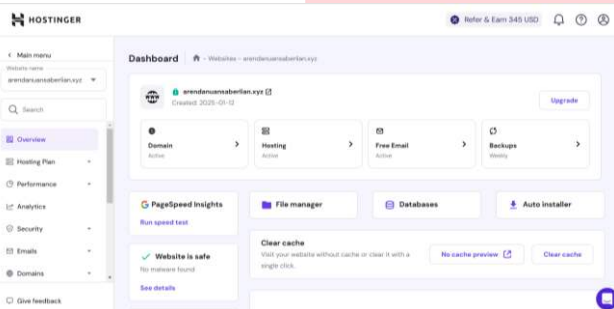 HOSTINGER
Refer & Earn 345 USD
Main menu
Website name
arendanuansaberlian.xyz
Search
Overview
Hosting Plan
Performance
Analytics
Security
Emails
Domains
Give feedback
Dashboard
- Websites - arendanuansaberlian.xyz
www
arendanuansaberlian.xyz
Created: 2025-01-13
Upgrade
Domain
Active
Hosting
Active
Free Email
Active
Backups
Weekly
PageSpeed Insights
Run speed test
File manager
Databases
Auto installer
Website is safe
No malware found
See details
Clear cache
Visit your website without cache or clear it with a
single click.
No cache preview
Clear cache